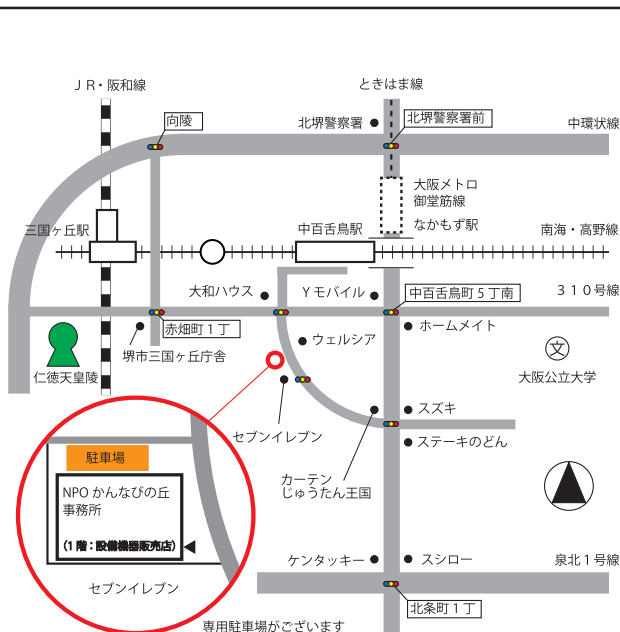 JR・阪和線
ときはま線
向陵
北堺警察署
北堺警察署前
中環状線
大阪メトロ
御堂筋線
なかもず駅
三国ヶ丘駅
中百舌鳥駅
南海・高野線
大和ハウス
Yモバイル
中百舌鳥町5丁南
310号線
赤畑町1丁
ホームメイト
堺市三国ヶ丘庁舎
ウェルシア
文
仁徳天皇陵
大阪公立大学
スズキ
セブンイレブン
ステーキのどん
駐車場
カーテン
じゅうたん王国
NPOかんなびの丘
事務所
(1階:設備機器販売店)
ケンタッキー
スシロー
泉北1号線
セブンイレブン
北条町1丁
専用駐車場がございます